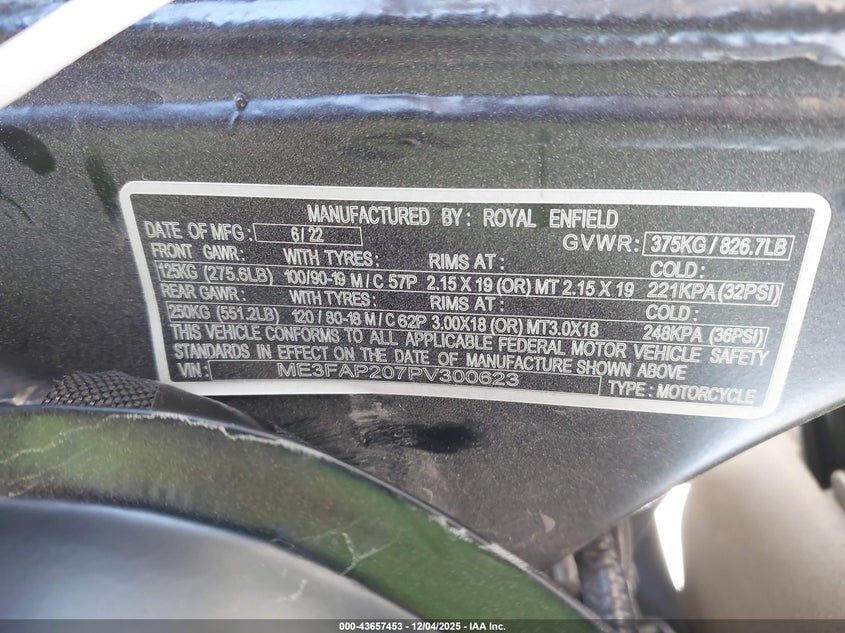 MANUFACTURED BY: ROYAL ENFIELD
DATE OF MFG: 6/22 GVWR: 375KG / 826.7LB
FRONT GAWR: WITH TYRES: RIMS AT: COLD:
125KG (275.6LB) 100/90-19 M/C 57P 2.15 X 19 (OR) MT 2.15 X 19 221KPA (32PSI)
REAR GAWR: WITH TYRES: RIMS AT: COLD:
250KG (551.2LB) 120 / 80-18 M/C 62P 3.00X18 (OR) MT3.0X18 248KPA (36PSI)
THIS VEHICLE CONFORMS TO ALL APPLICABLE FEDERAL MOTOR VEHICLE SAFETY
STANDARDS IN EFFECT ON THE DATE OF MANUFACTURE SHOWN ABOVE
VIN: ME3FAP207PV300623 TYPE: MOTORCYCLE
000-43657453 - 12/04/2025 - IAA Inc.